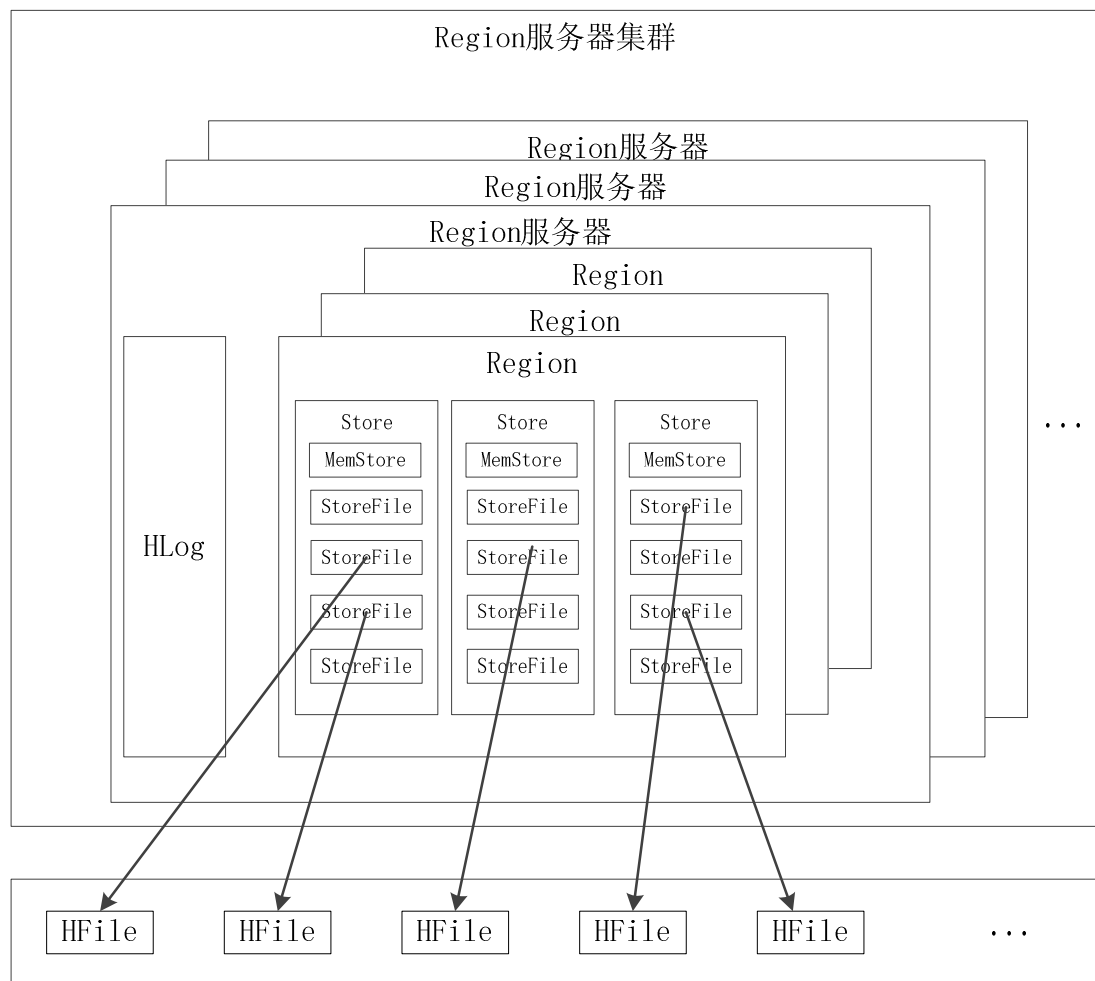 Region服务器集群
Region服务器
Region服务器
Region服务器
Region
Region
Region
Store Store Store
MemStore MemStore MemStore
StoreFile StoreFile StoreFile
StoreFile StoreFile StoreFile
HLog
StoreFile StoreFile StoreFile
StoreFile StoreFile StoreFile
...
HFile HFile HFile HFile HFile ...